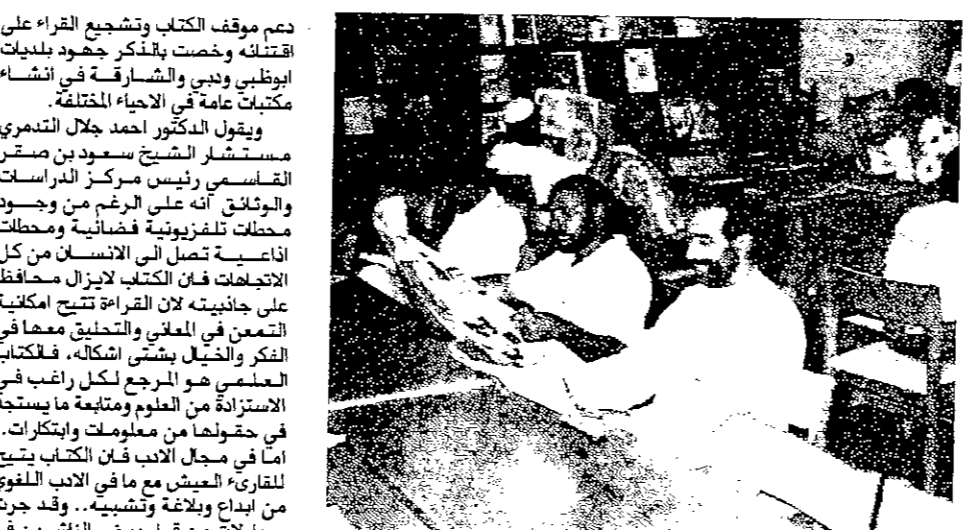 دعم موقف الكتاب وتشجيع القراء على
اقتنائه وخصت بالذكر جهود بلديات
ابوظبي ودبي والشارقة في انشاء
مكتبات عامة في الاحياء المختلفة.
ويقول الدكتور احمد جلال التدمري
مستشار الشيخ سعود بن صقر
القاسمي رئيس مركز الدراسات
والوثائق انه على الرغم من وجود
محطات تلفزيونية فضائية ومحطات
اذاعية تصل الى الانسان من كل
الاتجاهات فان الكتاب لايزال محافظ
على جاذبيته لان القراءة تتيح امكانية
التمعن في المعاني والتحليق معها في
الفكر والخيال بشتى اشكاله، فالكتاب
العلمي هو المرجع لكل راغب في
الاستزادة من العلوم ومتابعة ما يستجد
في حقولها من معلومات وابتكارات.
اما في مجال الادب فان الكتاب يتيح
للقارىء العيش مع ما في الادب اللغوي
من ابداع وبلاغة وتشبيه.. وقد جرت